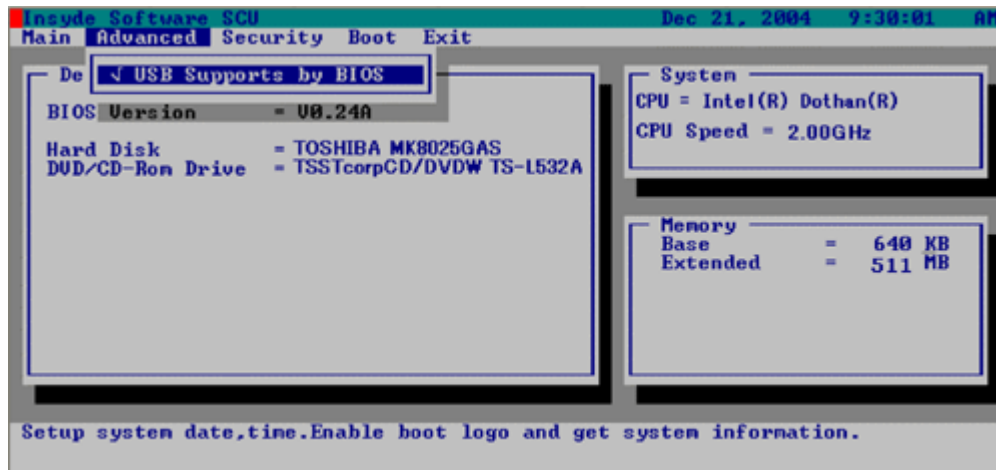 Insyde Software SCU Dec 21, 2004 9:30:01 AM
Main Advanced Security Boot Exit
√ USB Supports by BIOS
De
BIOS Version = V0.24A
Hard Disk = TOSHIBA MK8025GAS
DVD/CD-Rom Drive = TSSTcorpCD/DVDW TS-L532A
System
CPU = Intel(R) Dothan(R)
CPU Speed = 2.00GHz
Memory
Base = 640 KB
Extended = 511 MB
Setup system date,time.Enable boot logo and get system information.